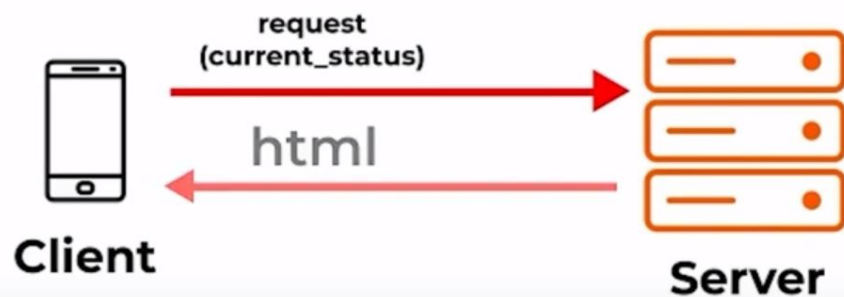 request
(current_status)
html
Client
Server